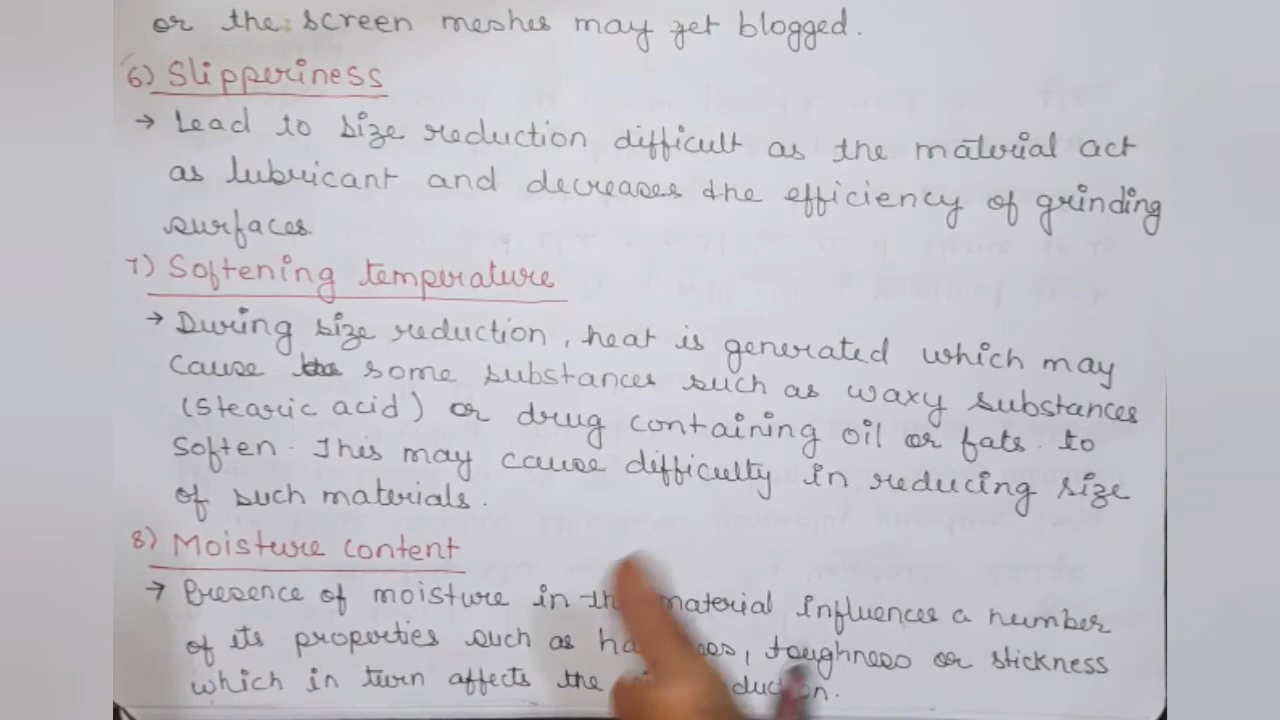 or the screen meshes may get blogged.
6) Slipperiness
→ Lead to size reduction difficult as the material act
as lubricant and decreases the efficiency of grinding
surfaces
7) Softening temperature
→ During size reduction, heat is generated which may
cause some substances such as waxy substances
(stearic acid) or drug containing oil or fats. to
soften. This may cause difficulty in reducing size
of such materials.
8) Moisture content
→ Presence of moisture in material influences a number
of its properties such as toughness or stickness
which in turn affects the